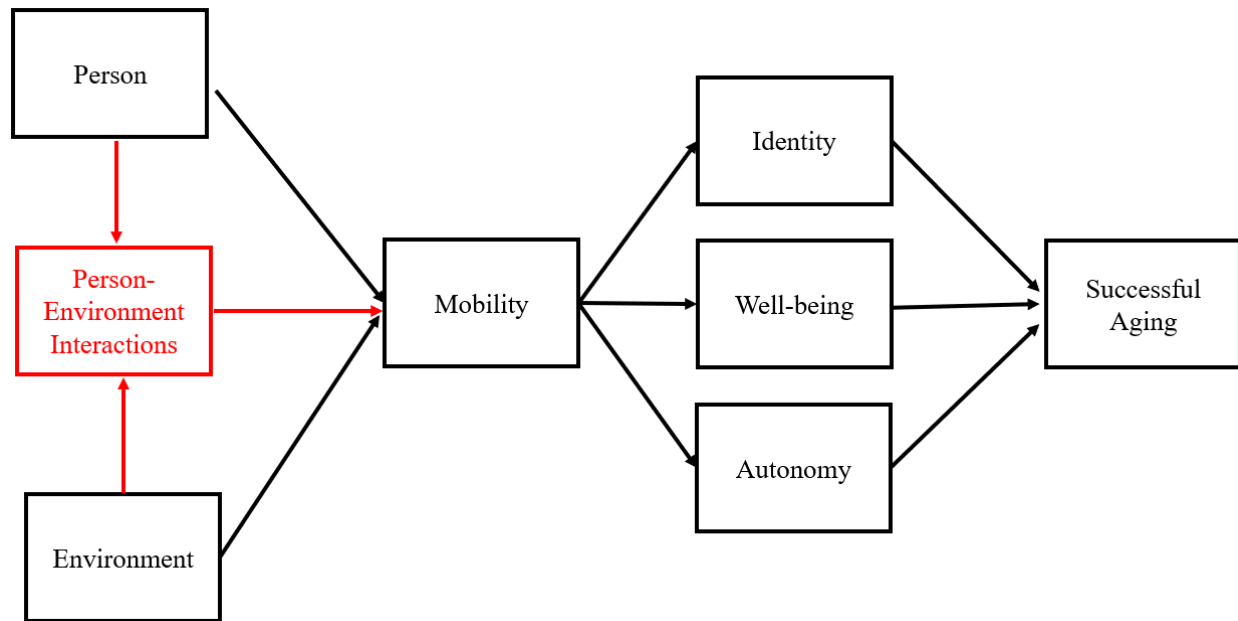 Person
Person-
Environment
Interactions
Environment
Mobility
Identity
Well-being
Autonomy
Successful
Aging